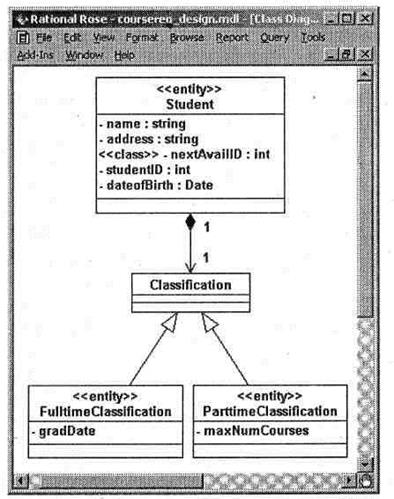 Rational Rose - coursereg_design.mdl - [Class Diag...
File Edit View Format Browse Report Query Tools
Add-Ins Window Help
<<entity>>
Student
- name : string
- address : string
<<class>> - nextAvailID : int
- studentID : int
- dateofBirth : Date
1
1
Classification
<<entity>>
FulltimeClassification
- gradDate
<<entity>>
ParttimeClassification
- maxNumCourses